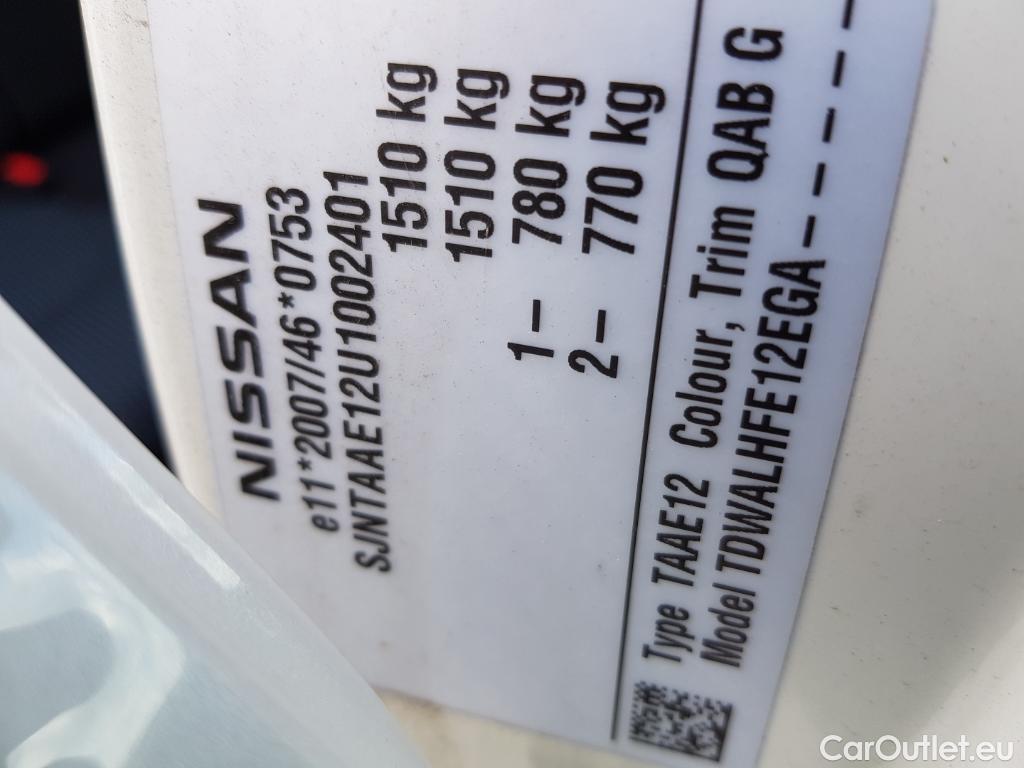 NISSAN
e11*2007/46*0753
SJNTAAE12U1002401
1510 kg
1510 kg
1– 780 kg
2– 770 kg
Type TAAE12 Colour, Trim QAB G
Model TDWALHFE12EGA-----
CarOutlet.eu